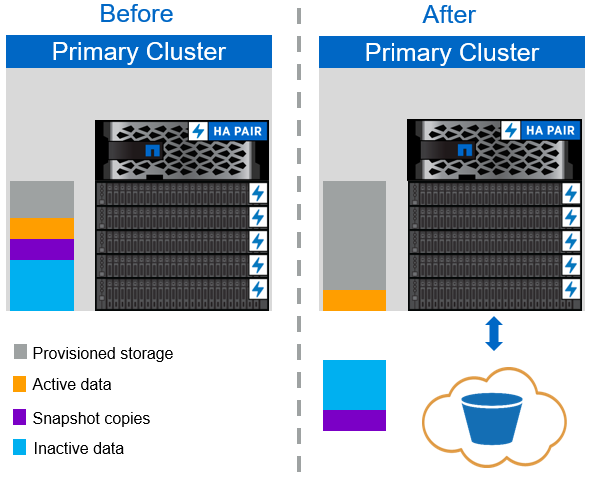 Before
After
Primary Cluster
Primary Cluster
HA PAIR
HA PAIR
Provisioned storage
Active data
Snapshot copies
Inactive data